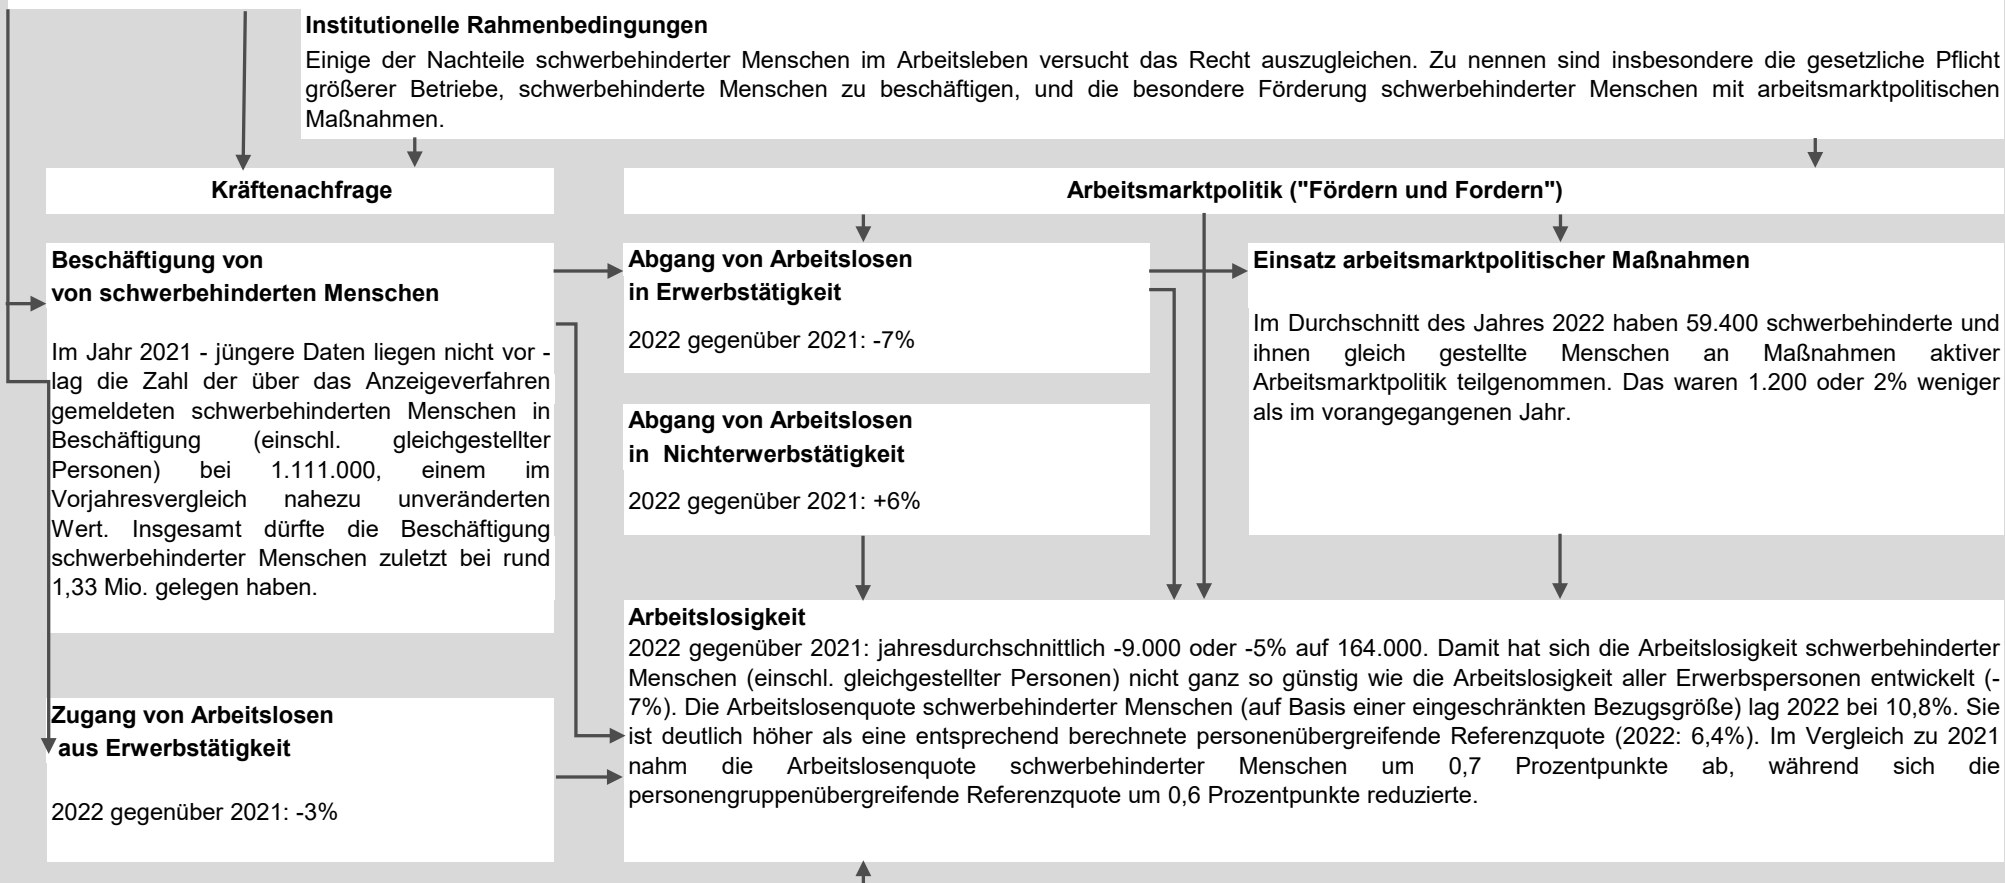 Institutionelle Rahmenbedingungen
Einige der Nachteile schwerbehinderter Menschen im Arbeitsleben versucht das Recht auszugleichen. Zu nennen sind insbesondere die gesetzliche Pflicht
größerer Betriebe, schwerbehinderte Menschen zu beschäftigen, und die besondere Förderung schwerbehinderter Menschen mit arbeitsmarktpolitischen
Maßnahmen.
Kräftenachfrage
Arbeitsmarktpolitik ("Fördern und Fordern")
Beschäftigung von
von schwerbehinderten Menschen
Im Jahr 2021 - jüngere Daten liegen nicht vor -
lag die Zahl der über das Anzeigeverfahren
gemeldeten schwerbehinderten Menschen in
Beschäftigung (einschl. gleichgestellter
Personen) bei 1.111.000, einem im
Vorjahresvergleich nahezu unveränderten
Wert. Insgesamt dürfte die Beschäftigung
schwerbehinderter Menschen zuletzt bei rund
1,33 Mio. gelegen haben.
Abgang von Arbeitslosen
in Erwerbstätigkeit
2022 gegenüber 2021: -7%
Abgang von Arbeitslosen
in Nichterwerbstätigkeit
2022 gegenüber 2021: +6%
Einsatz arbeitsmarktpolitischer Maßnahmen
Im Durchschnitt des Jahres 2022 haben 59.400 schwerbehinderte und
ihnen gleich gestellte Menschen an Maßnahmen aktiver
Arbeitsmarktpolitik teilgenommen. Das waren 1.200 oder 2% weniger
als im vorangegangenen Jahr.
Zugang von Arbeitslosen
aus Erwerbstätigkeit
2022 gegenüber 2021: -3%
Arbeitslosigkeit
2022 gegenüber 2021: jahresdurchschnittlich -9.000 oder -5% auf 164.000. Damit hat sich die Arbeitslosigkeit schwerbehinderter
Menschen (einschl. gleichgestellter Personen) nicht ganz so günstig wie die Arbeitslosigkeit aller Erwerbspersonen entwickelt (-
7%). Die Arbeitslosenquote schwerbehinderter Menschen (auf Basis einer eingeschränkten Bezugsgröße) lag 2022 bei 10,8%. Sie
ist deutlich höher als eine entsprechend berechnete personenübergreifende Referenzquote (2022: 6,4%). Im Vergleich zu 2021
nahm die Arbeitslosenquote schwerbehinderter Menschen um 0,7 Prozentpunkte ab, während sich die
personengruppenübergreifende Referenzquote um 0,6 Prozentpunkte reduzierte.